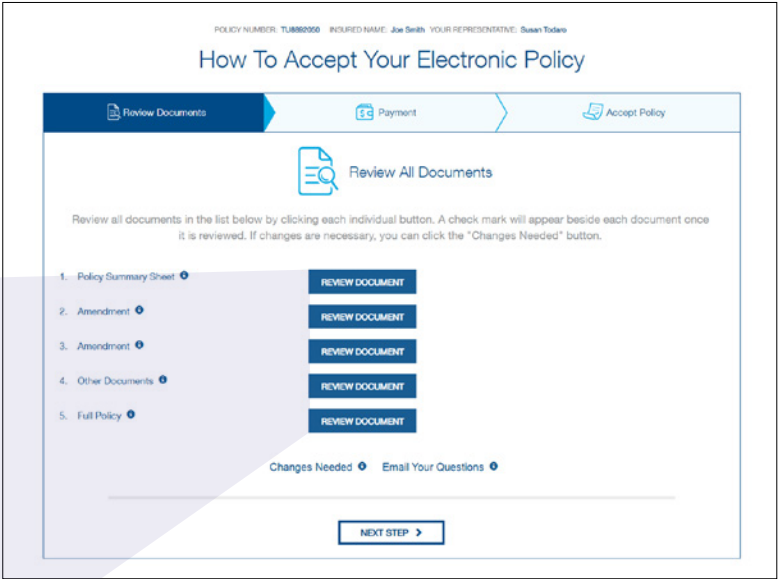 POLICY NUMBER: TU8892050 INSURED NAME: Joe Smith YOUR REPRESENTATIVE: Susan Todaro
How To Accept Your Electronic Policy
Review Documents Payment Accept Policy
Review All Documents
Review all documents in the list below by clicking each individual button. A check mark will appear beside each document once
it is reviewed. If changes are necessary, you can click the "Changes Needed" button.
1. Policy Summary Sheet REVIEW DOCUMENT
2. Amendment REVIEW DOCUMENT
3. Amendment REVIEW DOCUMENT
4. Other Documents REVIEW DOCUMENT
5. Full Policy REVIEW DOCUMENT
Changes Needed Email Your Questions
NEXT STEP